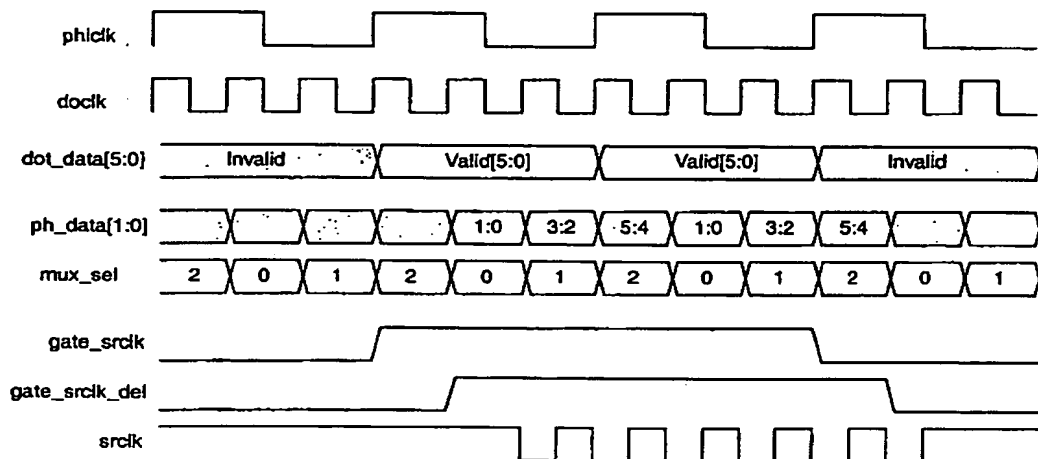 phiclk
doclk
dot_data[5:0} Invalid Valid[5:0] Valid[5:0] Invalid
ph_data[1:0] 1:0 3:2 5:4 1:0 3:2 5:4
mux_sel 2 0 1 2 0 1 2 0 1 2 0 1
gate_srclk
gate_srclk_del
srclk